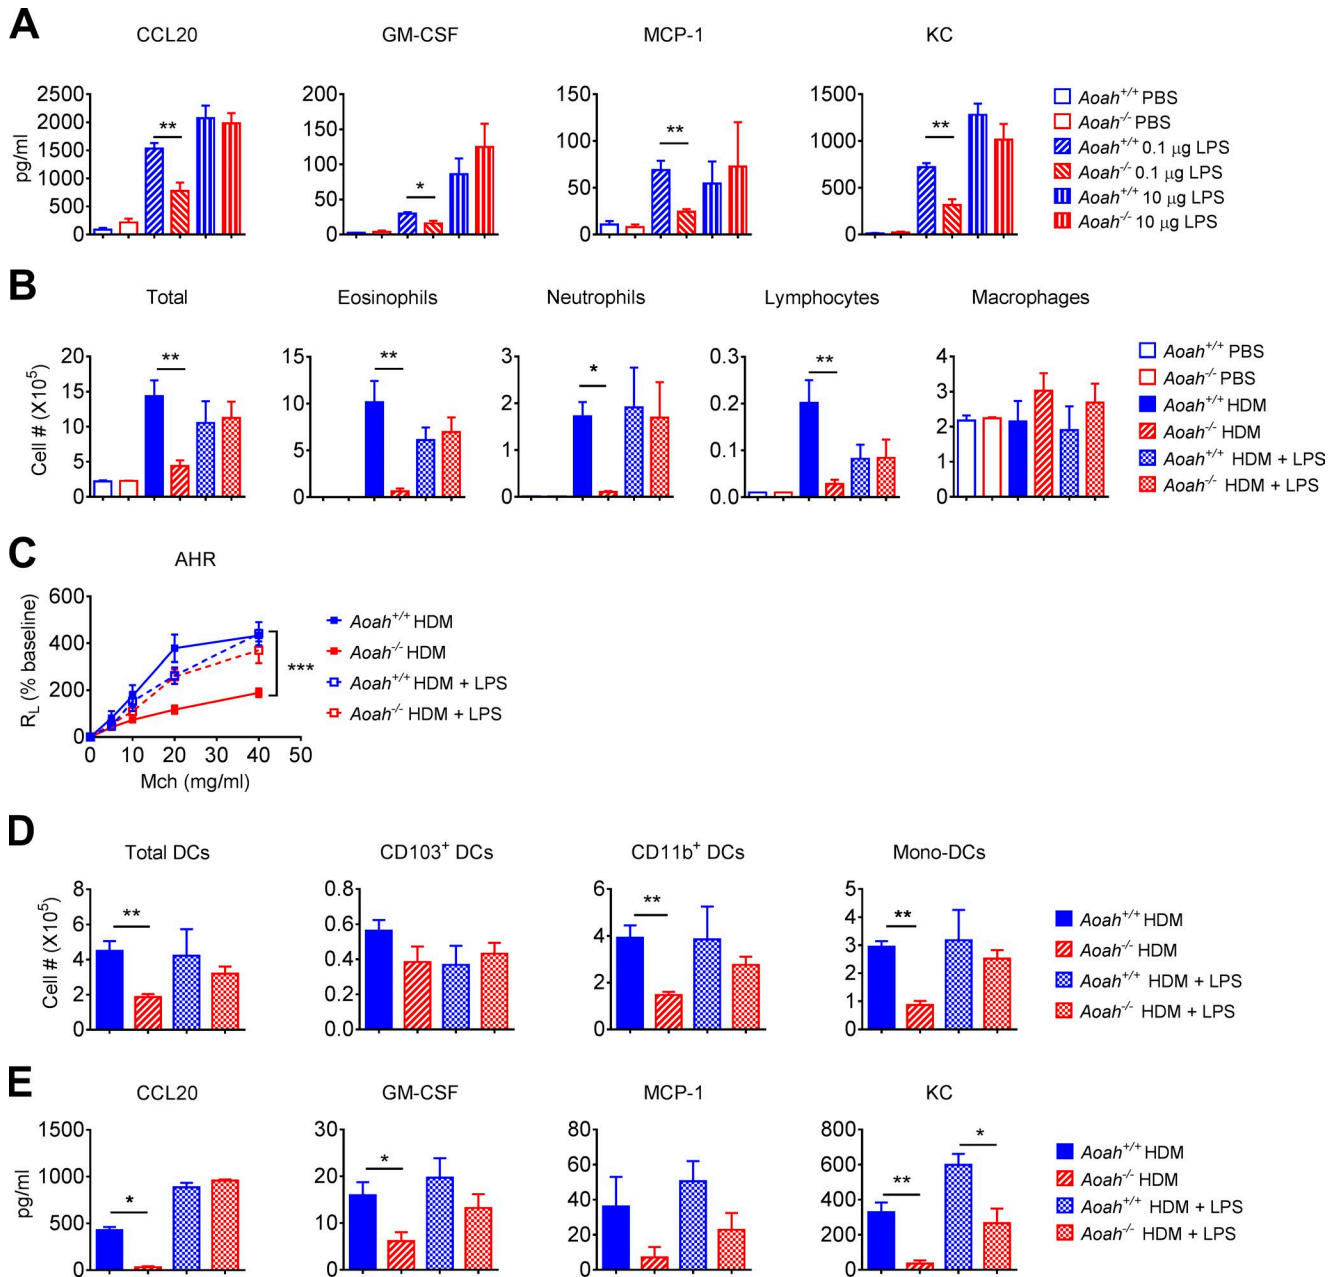 A
CCL20 GM-CSF MCP-1 KC
pg/ml
2500 2000 1500 1000 500 0
**
200 150 100 50 0
*
150 100 50 0
**
1500 1000 500 0
**
Aoah+/+ PBS
Aoah-/- PBS
Aoah+/+ 0.1 μg LPS
Aoah-/- 0.1 μg LPS
Aoah+/+ 10 μg LPS
Aoah-/- 10 μg LPS
B
Total Eosinophils Neutrophils Lymphocytes Macrophages
Cell # (X10⁵)
20 15 10 5 0
**
15 10 5 0
**
3 2 1 0
*
0.3 0.2 0.1 0.0
**
4 3 2 1 0
Aoah+/+ PBS
Aoah-/- PBS
Aoah+/+ HDM
Aoah-/- HDM
Aoah+/+ HDM + LPS
Aoah-/- HDM + LPS
C
AHR
RL (% baseline)
600 400 200 0
***
0 10 20 30 40 50
Mch (mg/ml)
Aoah+/+ HDM
Aoah-/- HDM
Aoah+/+ HDM + LPS
Aoah-/- HDM + LPS
D
Total DCs CD103+ DCs CD11b+ DCs Mono-DCs
Cell # (X10⁵)
8 6 4 2 0
**
0.8 0.6 0.4 0.2 0.0
6 4 2 0
**
5 4 3 2 1 0
**
Aoah+/+ HDM
Aoah-/- HDM
Aoah+/+ HDM + LPS
Aoah-/- HDM + LPS
E
CCL20 GM-CSF MCP-1 KC
pg/ml
1500 1000 500 0
*
30 20 10 0
*
80 60 40 20 0
800 600 400 200 0
** *
Aoah+/+ HDM
Aoah-/- HDM
Aoah+/+ HDM + LPS
Aoah-/- HDM + LPS